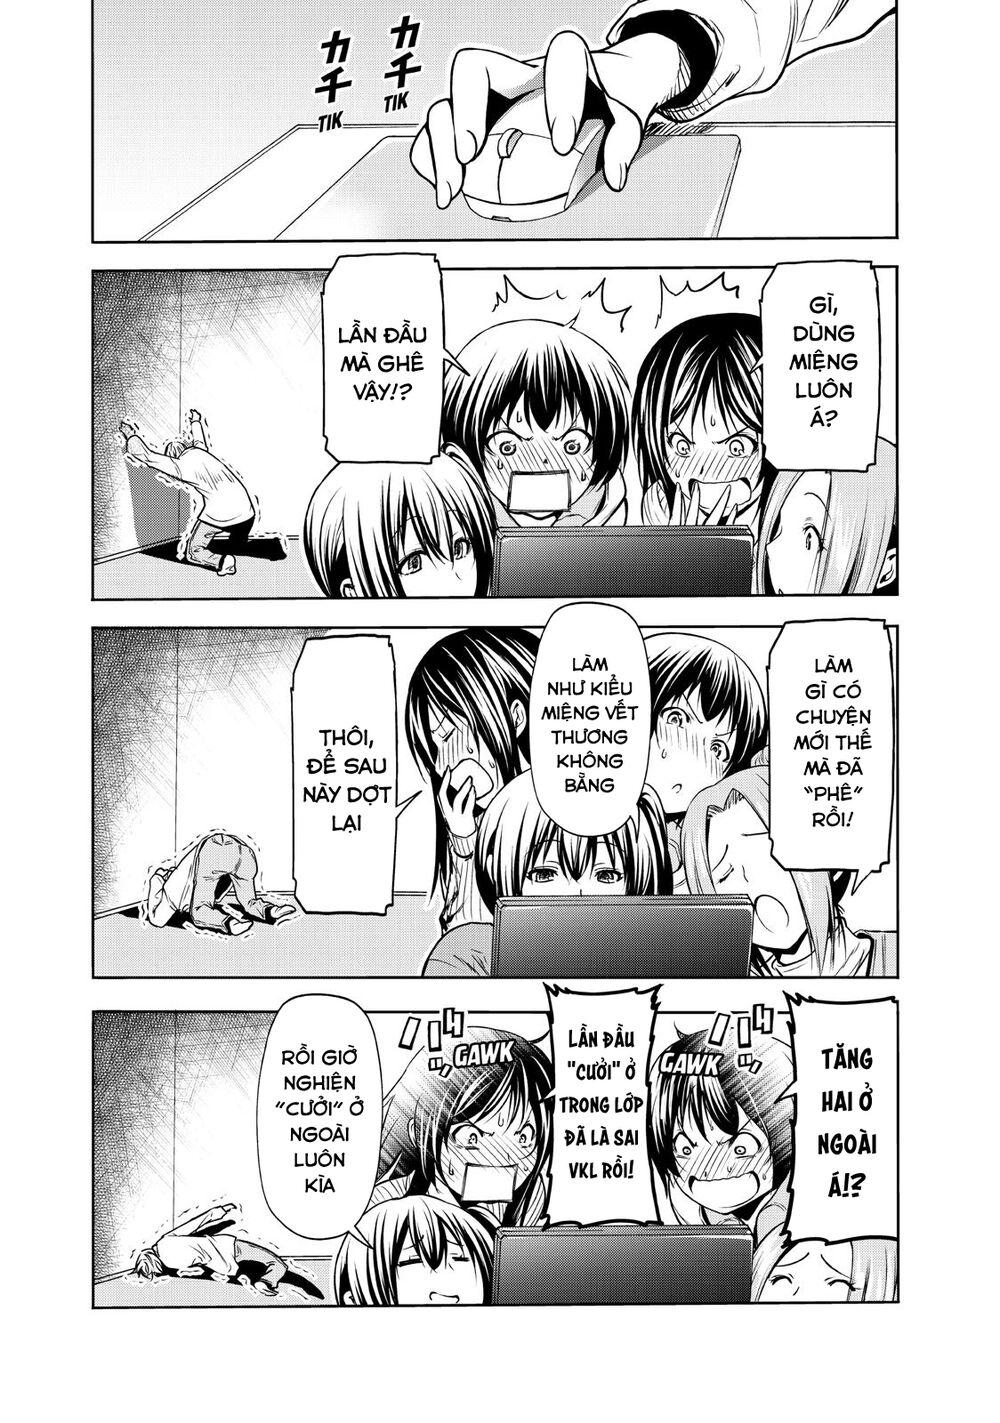 カチ
TIK
カチ
TIK
GÌ,
DÙNG
MIỆNG
LUÔN
Á?
LẦN ĐẦU
MÀ GHÊ
VẬY!?
LÀM
GÌ CÓ
CHUYỆN
MỚI THẾ
MÀ ĐÃ
“PHÊ”
RỒI!
LÀM
NHƯ KIỂU
MIỆNG VẾT
THƯƠNG
KHÔNG
BẰNG
THÔI,
ĐỂ SAU
NÀY DỢT
LẠI
TĂNG
HAI Ở
NGOÀI
Á!?
GAWK
LẦN ĐẦU
"CƯỞI" Ở
TRONG LỚP
ĐÃ LÀ SAI
VKL RỒI!
GAWK
RỒI GIỜ
NGHIỆN
“CƯỞI” Ở
NGOÀI
LUÔN
KÌA